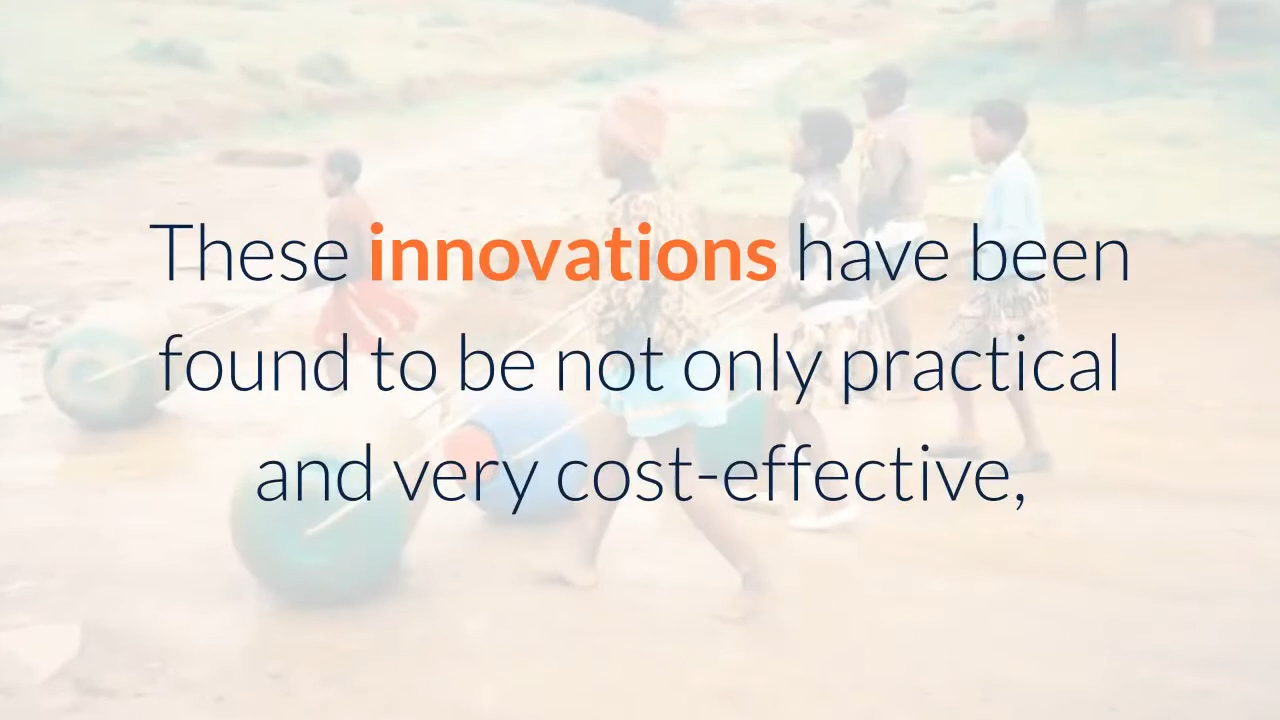 These innovations have been
found to be not only practical
and very cost-effective,